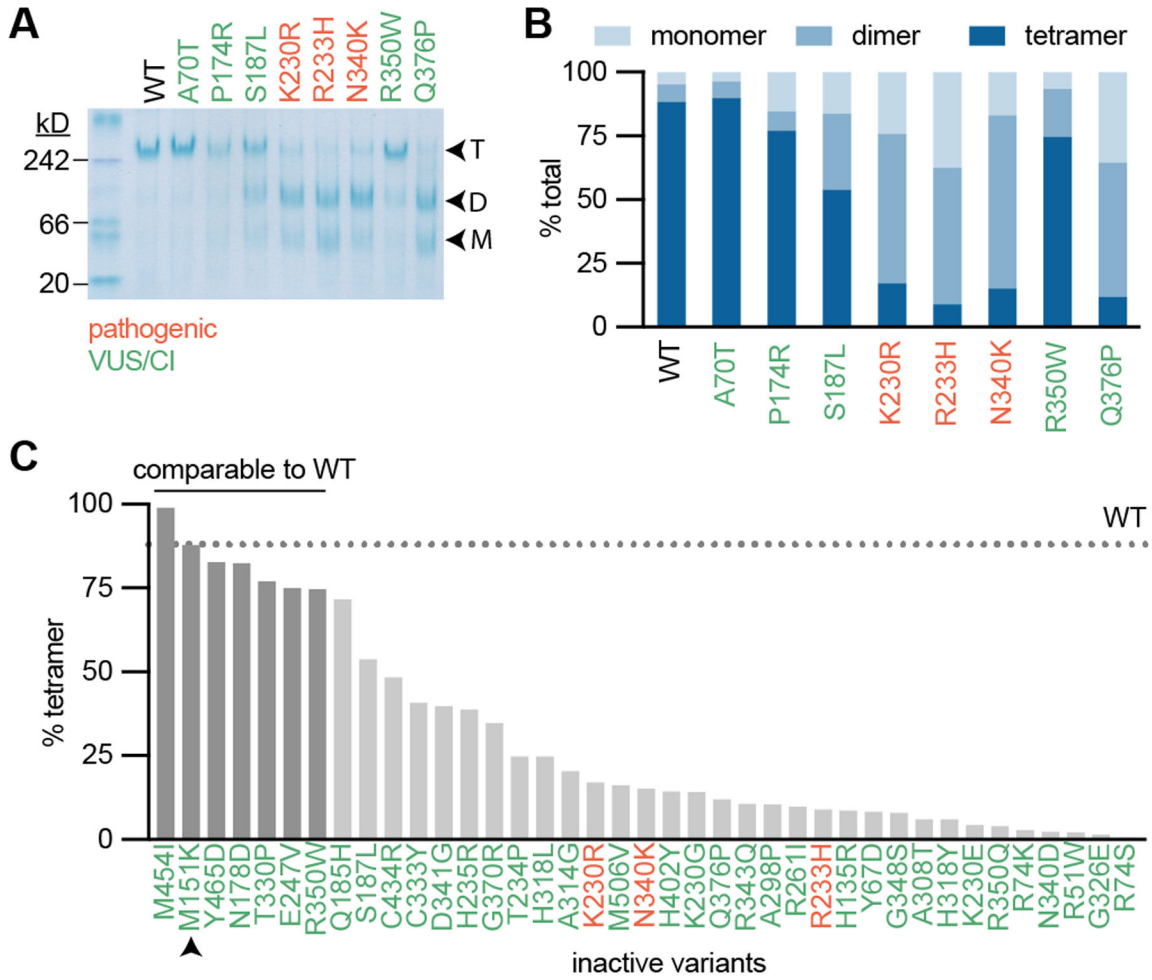 A
WT A70T P174R S187L K230R R233H N340K R350W Q376P
kD
242
66
20
T
D
M
pathogenic
VUS/CI
B
monomer dimer tetramer
100
75
50
25
0
% total
WT A70T P174R S187L K230R R233H N340K R350W Q376P
C
comparable to WT
WT
100
75
50
25
0
% tetramer
M454I M151K Y465D N178D T330P E247V R350W Q185H S187L C434R C333Y D341G H235R G370R T234P H318L A314G K230R M506V N340K H402Y K230G Q376P R343Q A298P R261I R233H H135R Y67D G348S A308T H318Y K230E R350Q R74K N340D R51W G326E R74S
inactive variants